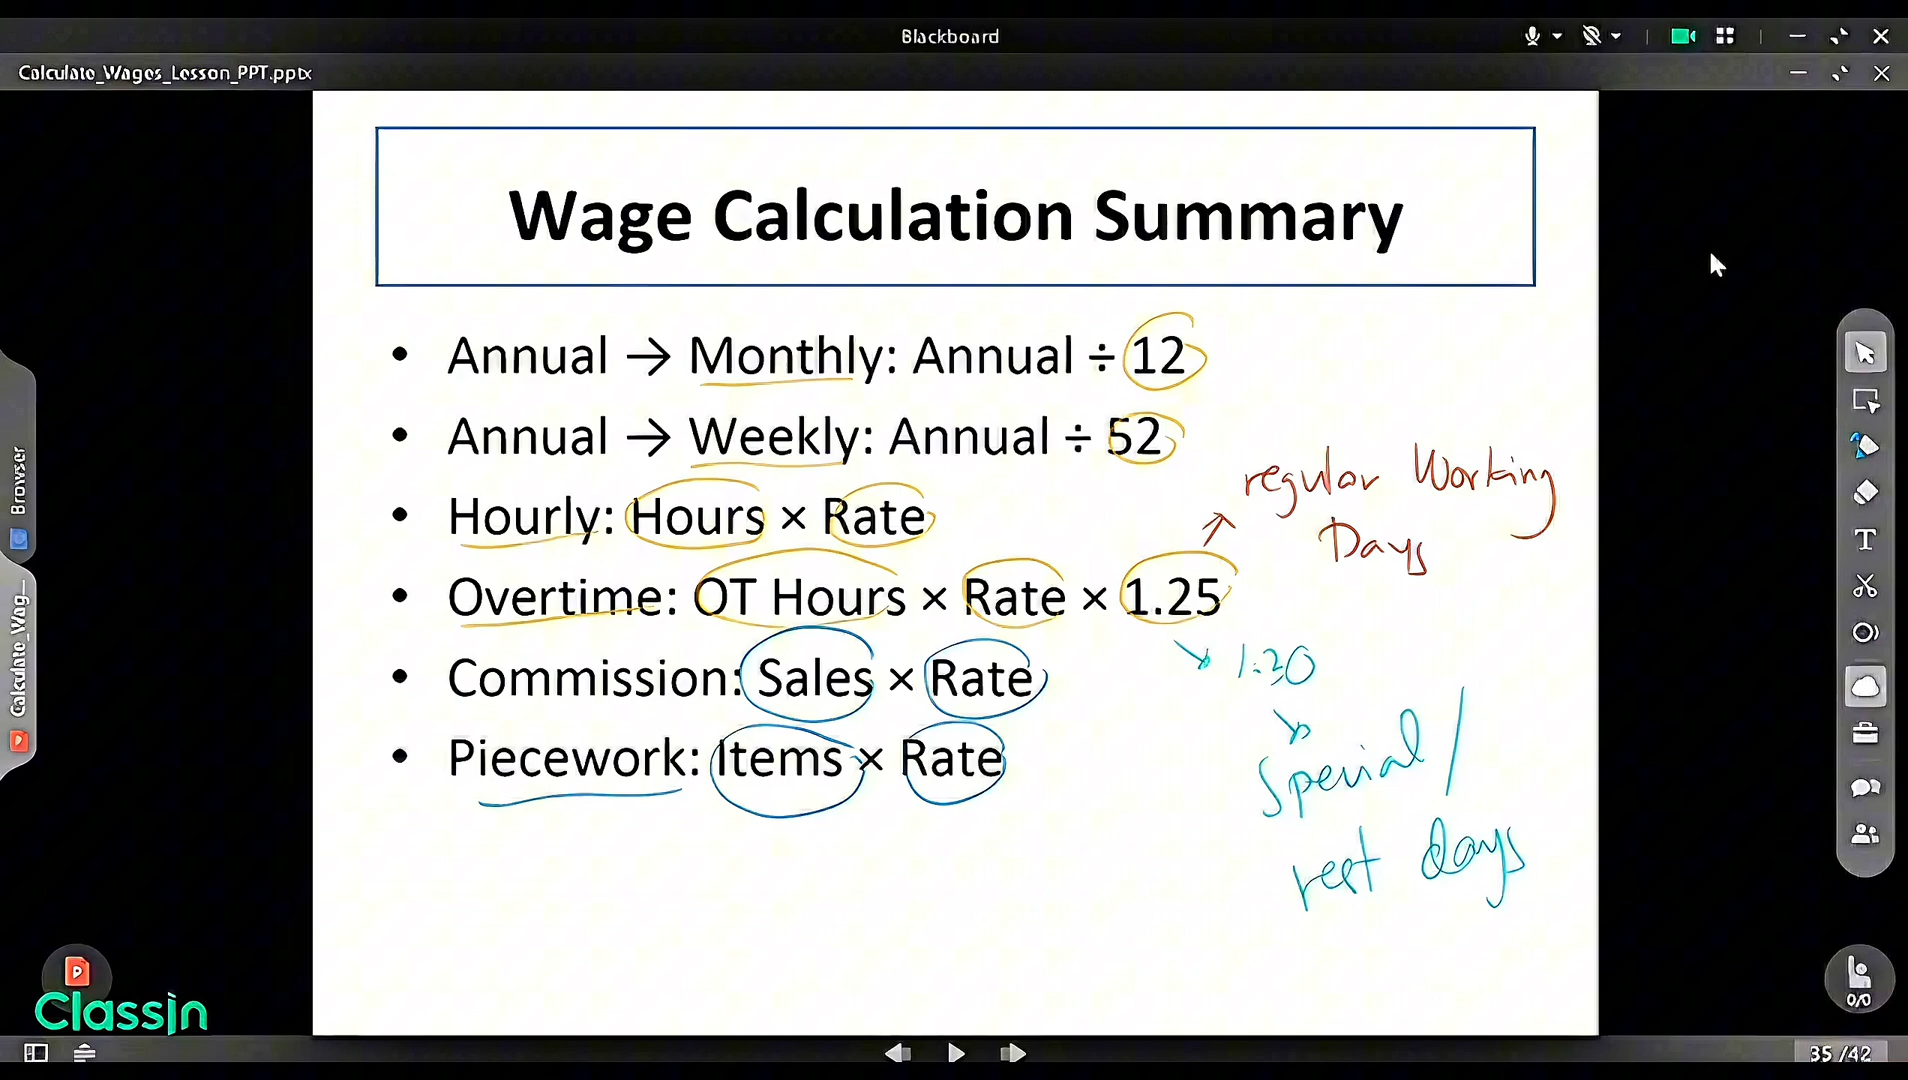 Blackboard
Calculate_Wages_Lesson_PPT.pptx
Wage Calculation Summary
• Annual → Monthly: Annual ÷ 12
• Annual → Weekly: Annual ÷ 52
• Hourly: Hours × Rate
• Overtime: OT Hours × Rate × 1.25
• Commission: Sales × Rate
• Piecework: Items × Rate
regular Working
Days
1.30
special/
rest days
Browser
Calculate_Wag...
T
P
ClassIn
0/0
35 /42